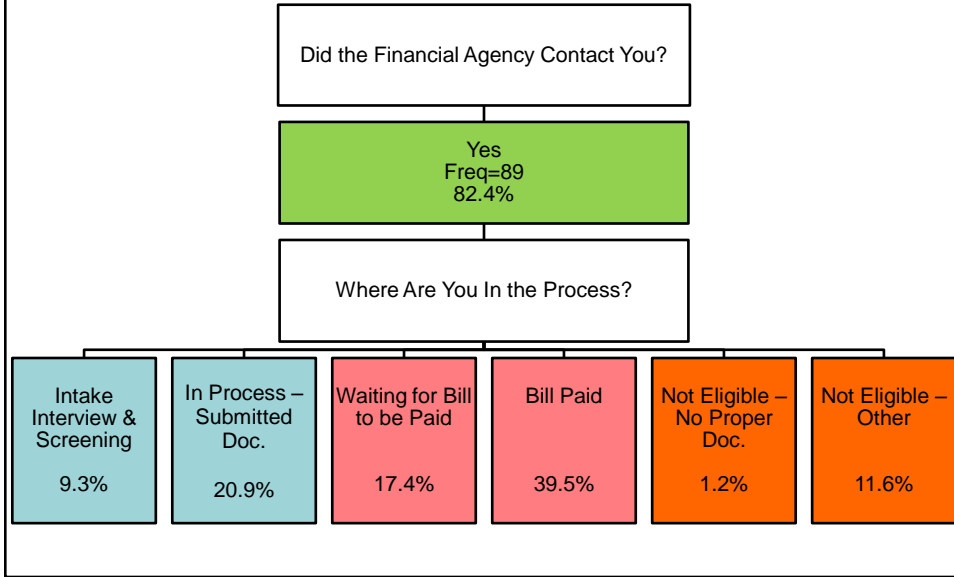 Did the Financial Agency Contact You?
Yes
Freq=89
82.4%
Where Are You In the Process?
Intake
Interview &
Screening
9.3%
In Process –
Submitted
Doc.
20.9%
Waiting for Bill
to be Paid
17.4%
Bill Paid
39.5%
Not Eligible –
No Proper
Doc.
1.2%
Not Eligible –
Other
11.6%